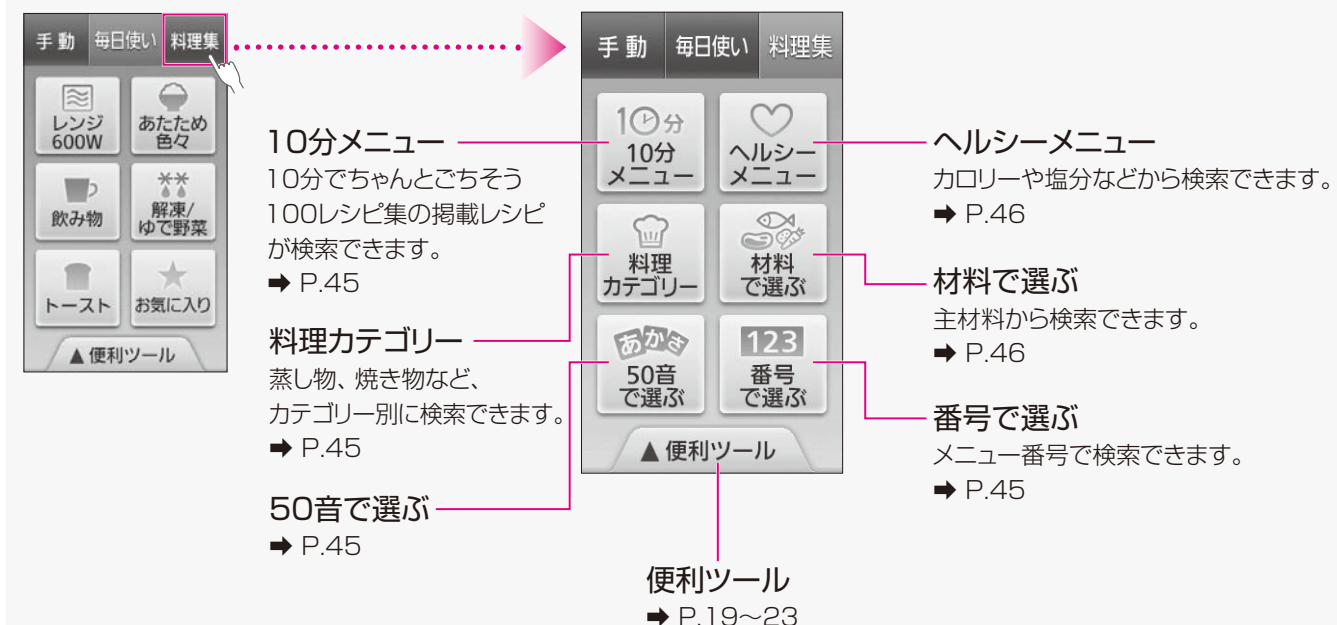 手動 毎日使い 料理集
レンジ
600W
あたため
色々
飲み物
解凍/
ゆで野菜
トースト
お気に入り
▲便利ツール
手動 毎日使い 料理集
10分
10分
メニュー
ヘルシー
メニュー
料理
カテゴリー
材料
で選ぶ
あかさ
50音
で選ぶ
123
番号
で選ぶ
▲便利ツール
10分メニュー
10分でちゃんとごちそう
100レシピ集の掲載レシピ
が検索できます。
➡ P.45
料理カテゴリー
蒸し物、焼き物など、
カテゴリー別に検索できます。
➡ P.45
50音で選ぶ
➡ P.45
ヘルシーメニュー
カロリーや塩分などから検索できます。
➡ P.46
材料で選ぶ
主材料から検索できます。
➡ P.46
番号で選ぶ
メニュー番号で検索できます。
➡ P.45
便利ツール
➡ P.19〜23